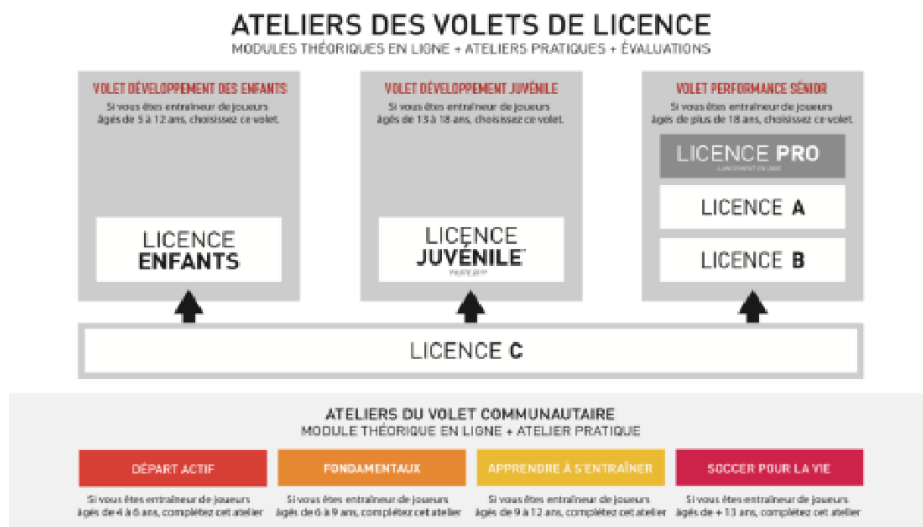 ATELIERS DES VOLETS DE LICENCE
MODULES THÉORIQUES EN LIGNE + ATELIERS PRATIQUES + ÉVALUATIONS
VOLET DÉVELOPPEMENT DES ENFANTS
Si vous êtes entraîneur de joueurs
âgés de 5 à 12 ans, choisissez ce volet.
LICENCE
ENFANTS
VOLET DÉVELOPPEMENT JUVÉNILE
Si vous êtes entraîneur de joueurs
âgés de 13 à 18 ans, choisissez ce volet.
LICENCE
JUVÉNILE
VOLET PERFORMANCE SÉNIOR
Si vous êtes entraîneur de joueurs
âgés de plus de 18 ans, choisissez ce volet.
LICENCE PRO
LANCEMENT EN
LICENCE A
LICENCE B
LICENCE C
ATELIERS DU VOLET COMMUNAUTAIRE
MODULE THÉORIQUE EN LIGNE + ATELIER PRATIQUE
DÉPART ACTIF
Si vous êtes entraîneur de joueurs
âgés de 4 à 6 ans, complétez cet atelier
FONDAMENTAUX
Si vous êtes entraîneur de joueurs
âgés de 6 à 9 ans, complétez cet atelier
APPRENDRE À S'ENTRAÎNER
Si vous êtes entraîneur de joueurs
âgés de 9 à 12 ans, complétez cet atelier
SOCCER POUR LA VIE
Si vous êtes entraîneur de joueurs
âgés de + 13 ans, complétez cet atelier